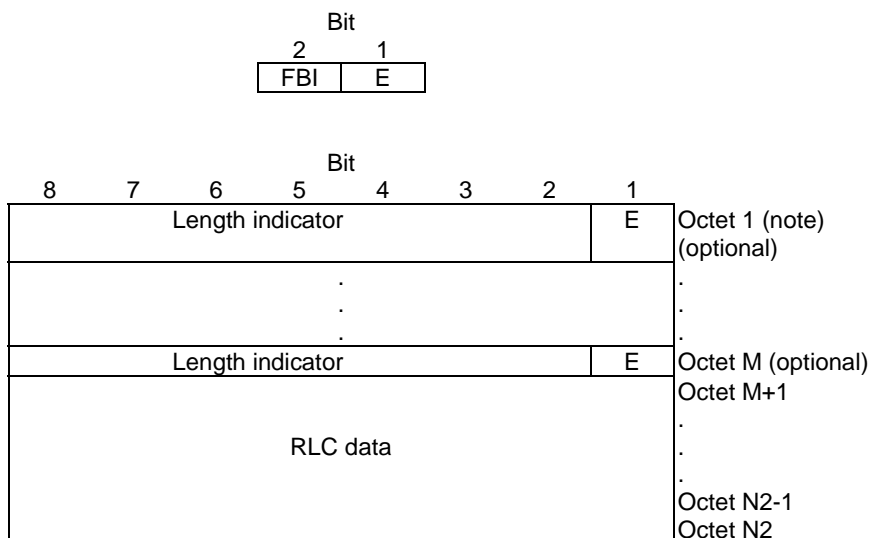 Bit
2 1
FBI E
Bit
8 7 6 5 4 3 2 1
Length indicator E Octet 1 (note)
(optional)
. .
. .
. .
Length indicator E Octet M (optional)
Octet M+1
.
RLC data .
.
Octet N2-1
Octet N2